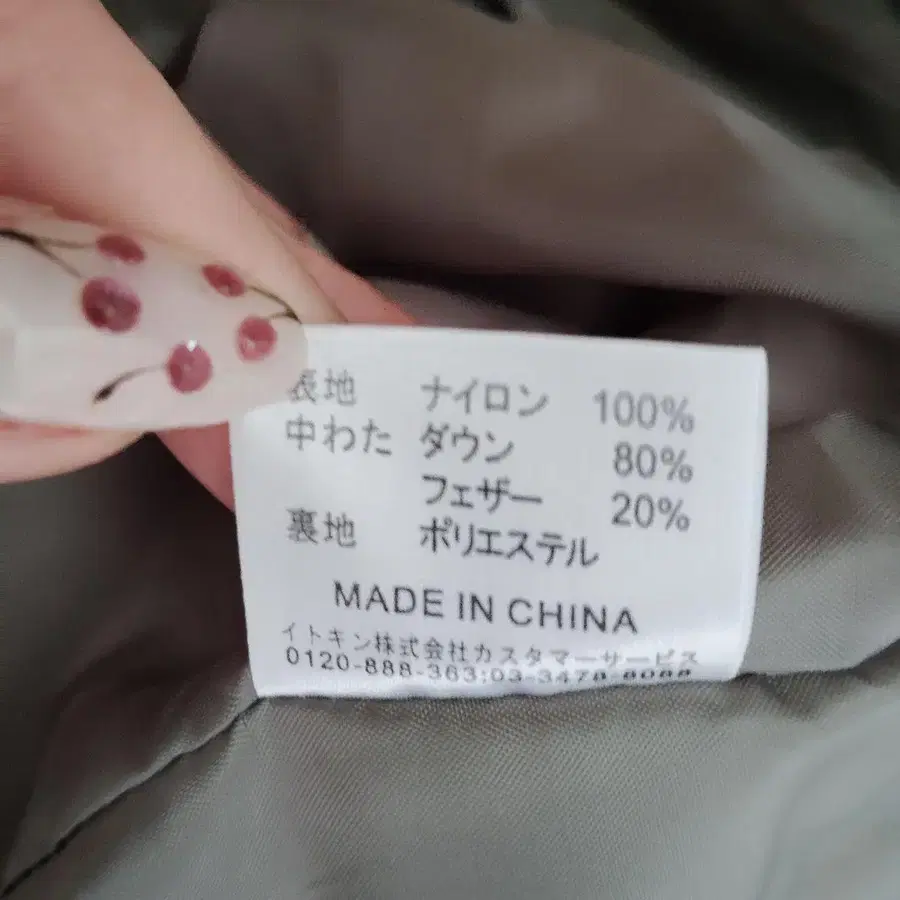 表地 ナイロン 100%
中わた ダウン 80%
フェザー 20%
裏地 ポリエステル
MADE IN CHINA
イトキン株式会社カスタマーサービス
0120-888-363;03-3478-8088